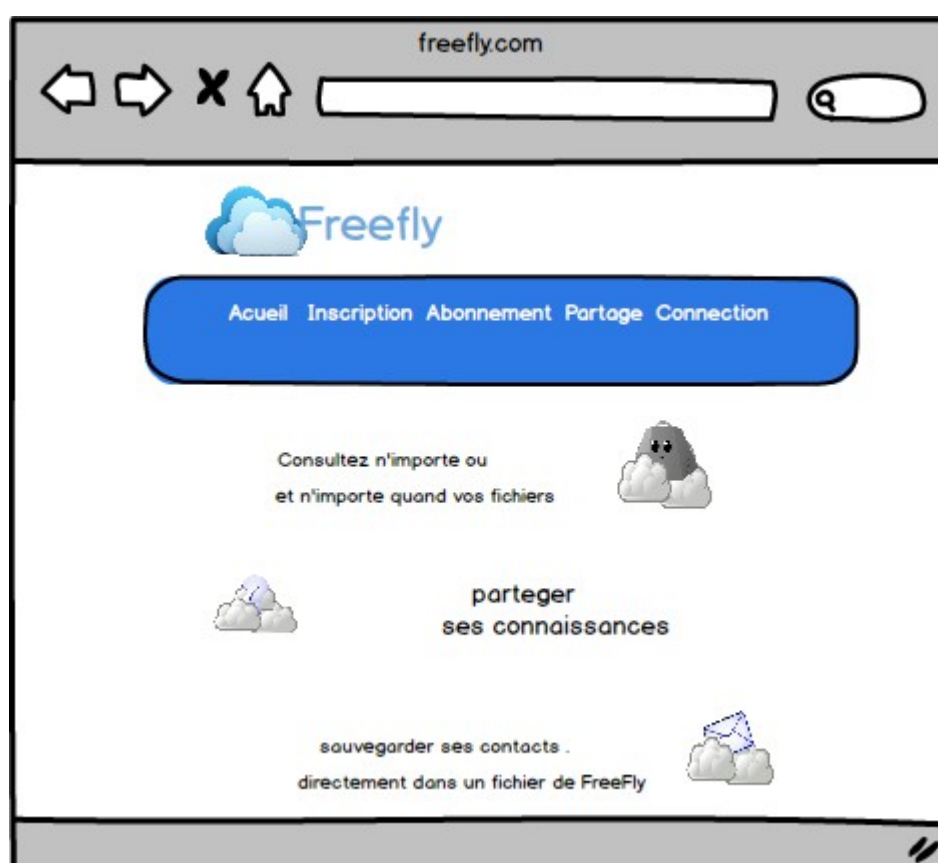 freefly.com
Freefly
Acueil Inscription Abonnement Partage Connection
Consultez n'importe ou
et n'importe quand vos fichiers
parteger
ses connaissances
sauvegarder ses contacts .
directement dans un fichier de FreeFly